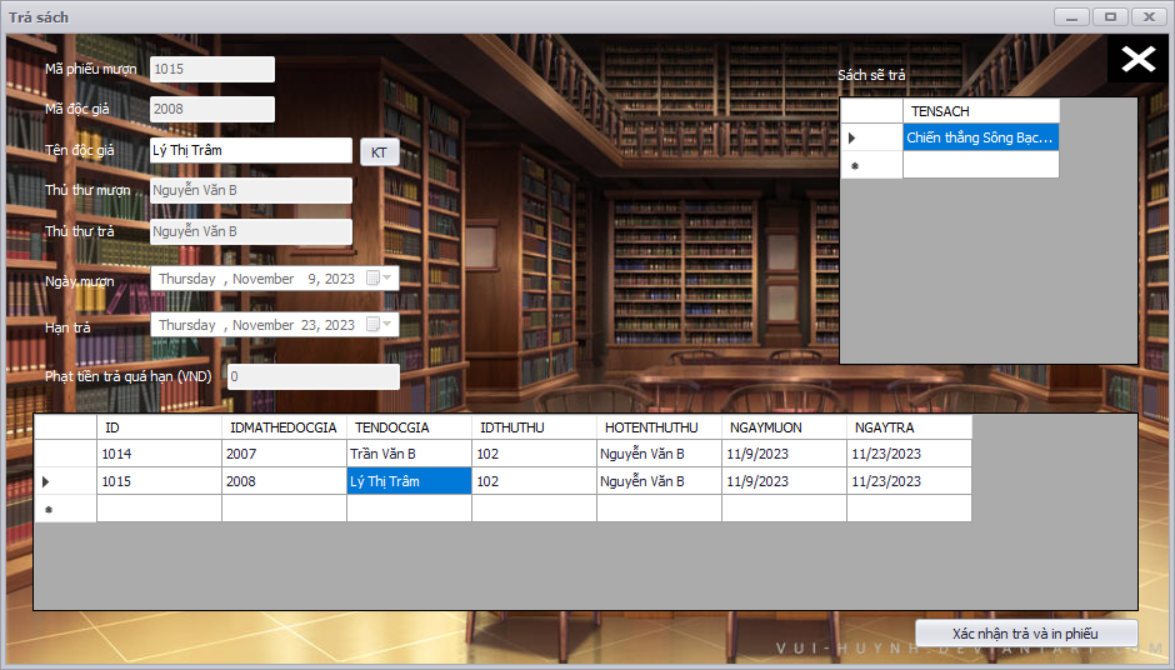 Trả sách
Mã phiếu mượn 1015
Mã độc giả 2008
Tên độc giả Lý Thị Trâm KT
Thủ thư mượn Nguyễn Văn B
Thủ thư trả Nguyễn Văn B
Ngày mượn Thursday , November 9, 2023
Hạn trả Thursday , November 23, 2023
Phạt tiền trả quá hạn (VND) 0
Sách sẽ trả
TENSACH
Chiến thắng Sông Bạc...
ID IDMATHEDOCGIA TENDOCGIA IDTHUTHU HOTENTHUTHU NGAYMUON NGAYTRA
1014 2007 Trần Văn B 102 Nguyễn Văn B 11/9/2023 11/23/2023
1015 2008 Lý Thị Trâm 102 Nguyễn Văn B 11/9/2023 11/23/2023
Xác nhận trả và in phiếu
VUI-HUYNH.DEVIANTART.COM